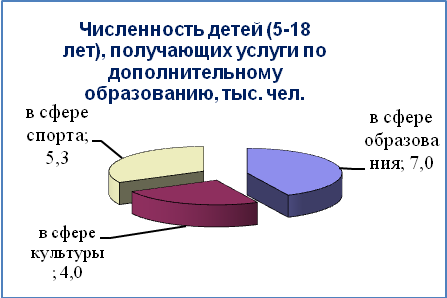 Численность детей (5-18
лет), получающих услуги по
дополнительному
образованию, тыс. чел.
в сфере
спорта;
5,3
в сфере
образова
ния; 7,0
в сфере
культуры
; 4,0